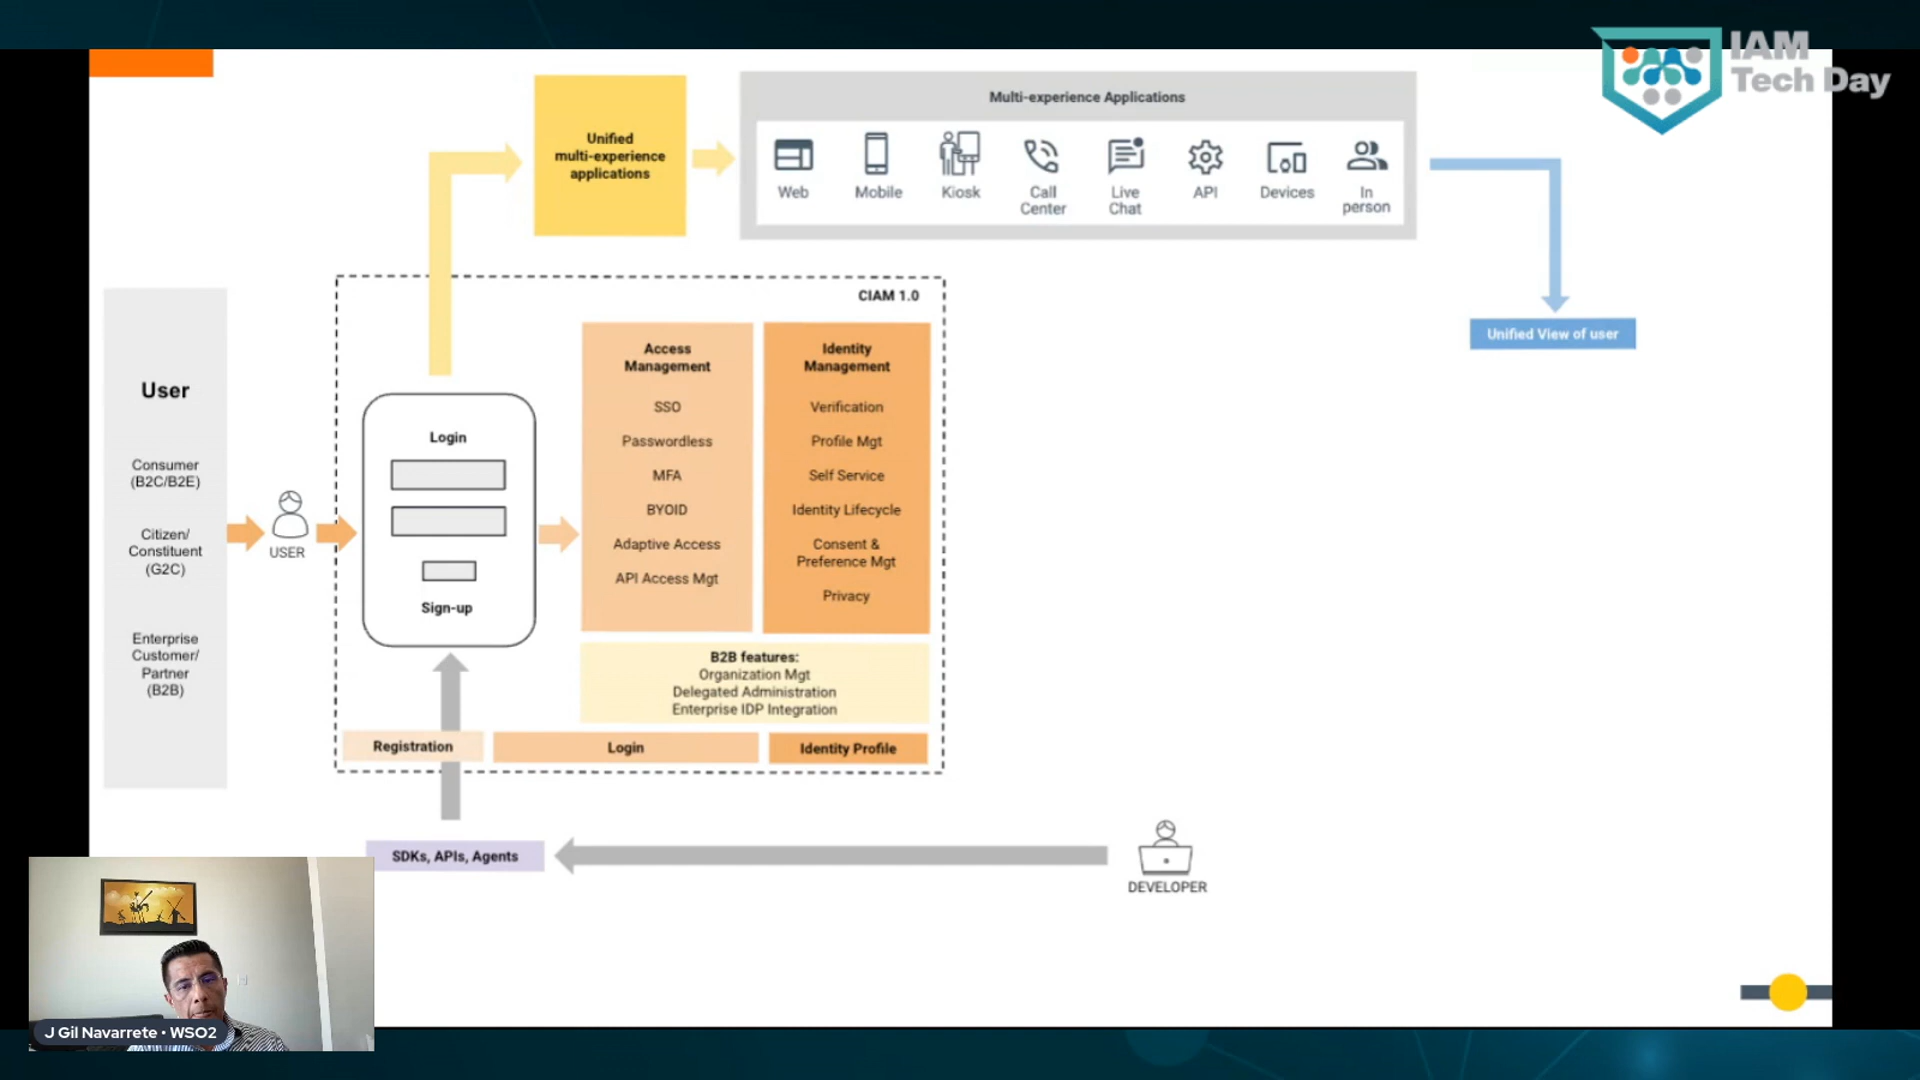 IAM
Tech Day
Unified
multi-experience
applications
Multi-experience Applications
Web
Mobile
Kiosk
Call
Center
Live
Chat
API
Devices
In
person
Unified View of user
CIAM 1.0
User
Consumer
(B2C/B2E)
Citizen/
Constituent
(G2C)
Enterprise
Customer/
Partner
(B2B)
USER
Login
Sign-up
Access
Management
SSO
Passwordless
MFA
BYOID
Adaptive Access
API Access Mgt
Identity
Management
Verification
Profile Mgt
Self Service
Identity Lifecycle
Consent &
Preference Mgt
Privacy
B2B features:
Organization Mgt
Delegated Administration
Enterprise IDP Integration
Registration
Login
Identity Profile
SDKs, APIs, Agents
DEVELOPER
J Gil Navarrete • WSO2